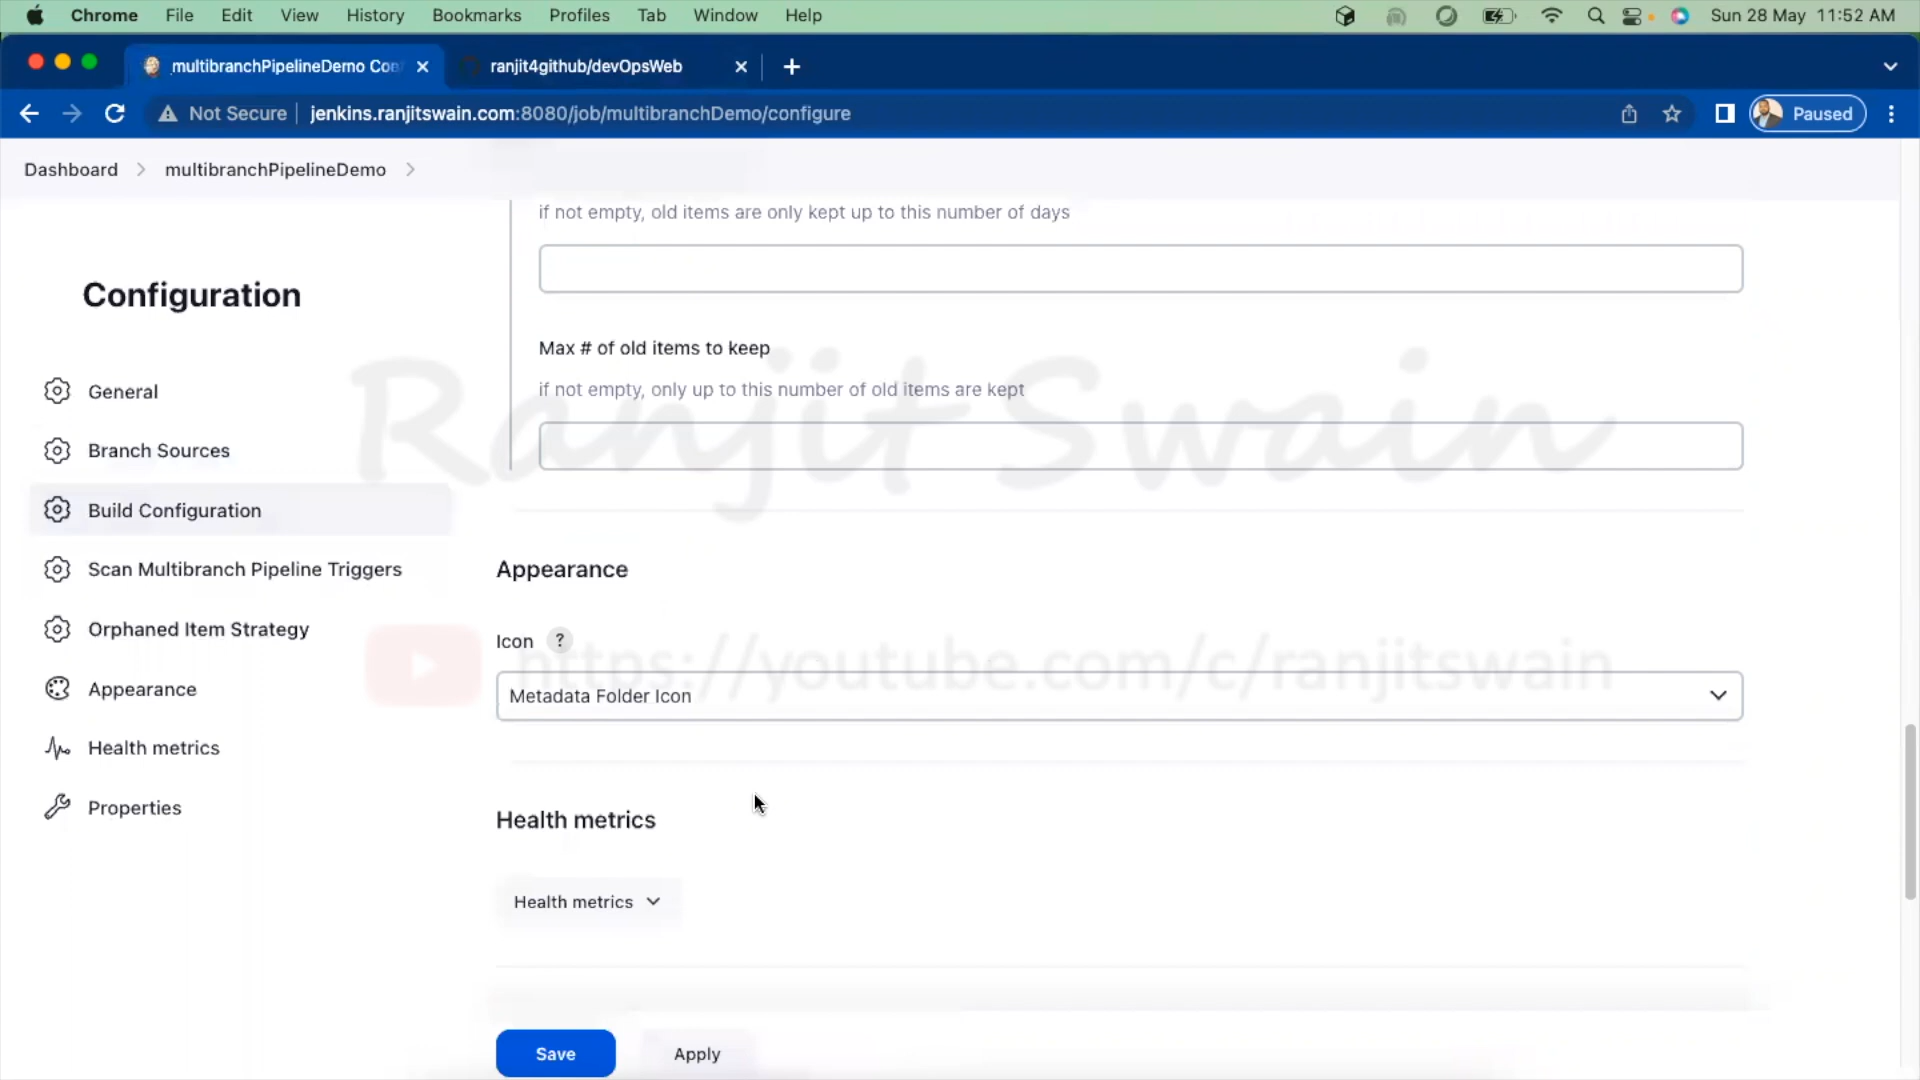 Chrome File Edit View History Bookmarks Profiles Tab Window Help Sun 28 May 11:52 AM
multibranchPipelineDemo Con
ranjit4github/devOpsWeb
Not Secure jenkins.ranjitswain.com:8080/job/multibranchDemo/configure Paused
Dashboard multibranchPipelineDemo
Configuration
General
Branch Sources
Build Configuration
Scan Multibranch Pipeline Triggers
Orphaned Item Strategy
Appearance
Health metrics
Properties
if not empty, old items are only kept up to this number of days
Max # of old items to keep
if not empty, only up to this number of old items are kept
Ranjit Swain
Appearance
Icon ?
https://youtube.com/c/ranjitswain
Metadata Folder Icon
Health metrics
Health metrics
Save Apply